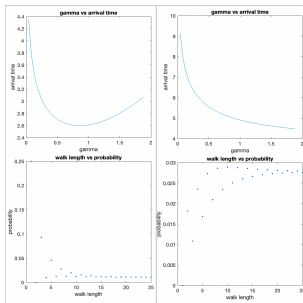 gamma vs arrival time
4.4
4.2
4
3.8
3.6
3.4
3.2
3
2.8
2.6
2.4
arrival time
0 0.5 1 1.5 2
gamma
gamma vs arrival time
10
9
8
7
6
5
4
arrival time
0 0.5 1 1.5 2
gamma
walk length vs probability
0.25
0.2
0.15
0.1
0.05
0
probability
0 5 10 15 20 25
walk length
walk length vs probability
0.03
0.025
0.02
0.015
0.01
0.005
0
probability
0 5 10 15 20
walk length